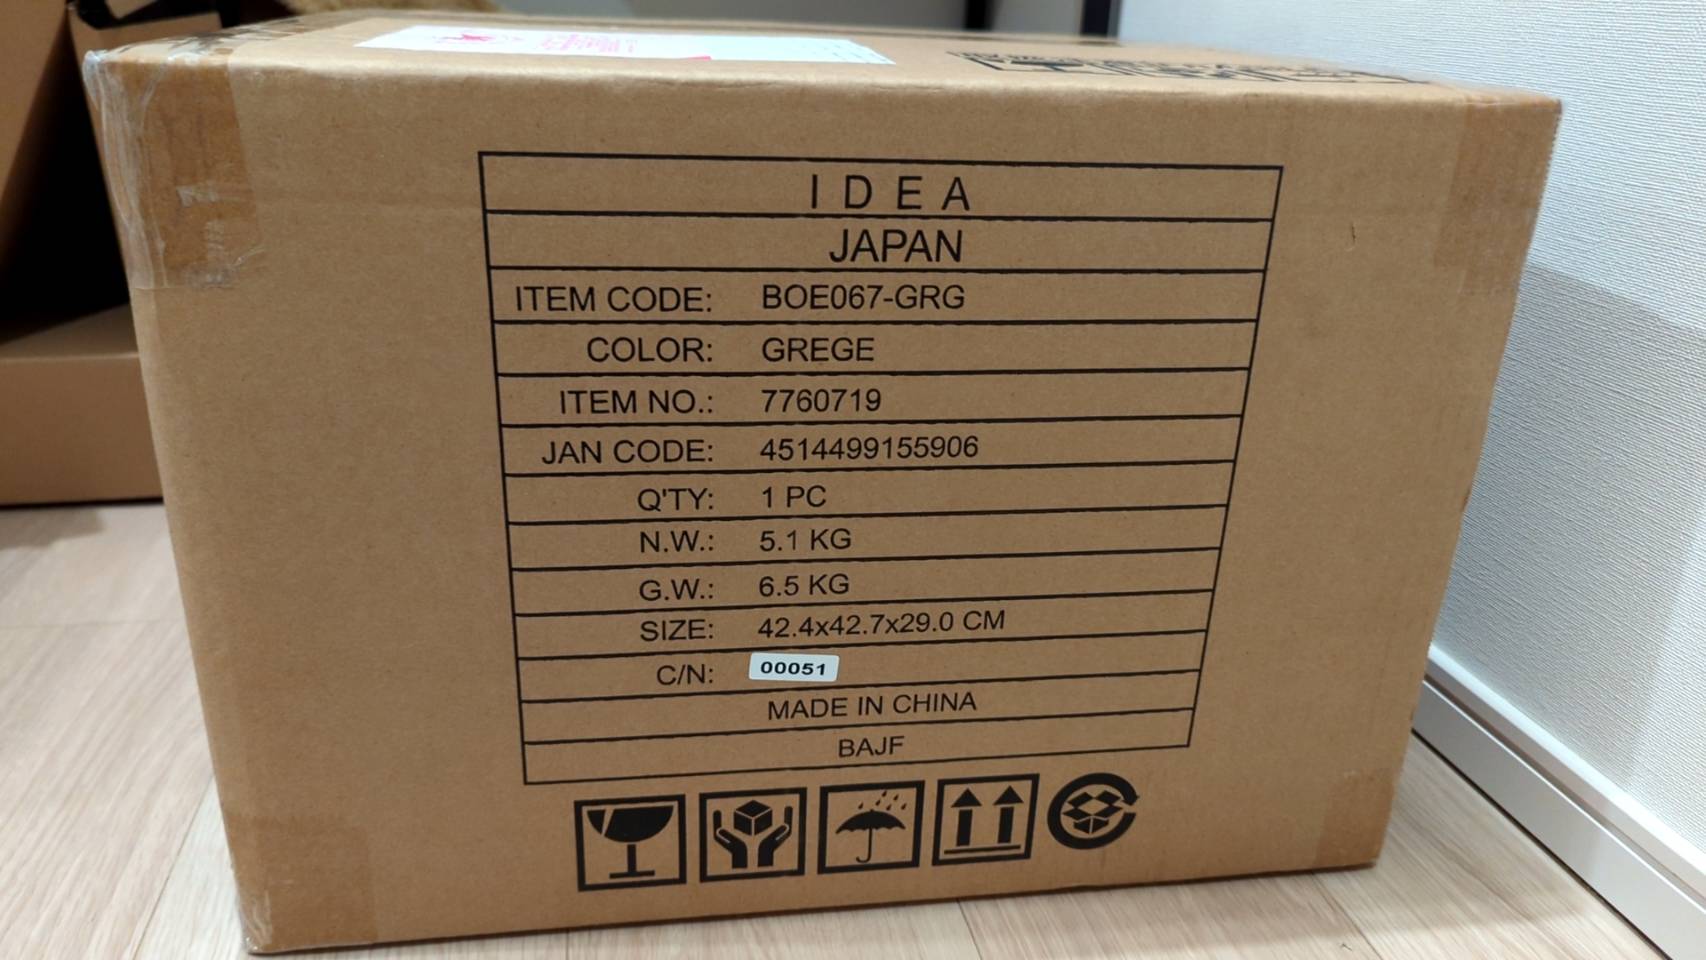 I D E A
JAPAN
ITEM CODE: BOE067-GRG
COLOR: GREGE
ITEM NO.: 7760719
JAN CODE: 4514499155906
Q'TY: 1 PC
N.W.: 5.1 KG
G.W.: 6.5 KG
SIZE: 42.4x42.7x29.0 CM
C/N: 00051
MADE IN CHINA
BAJF